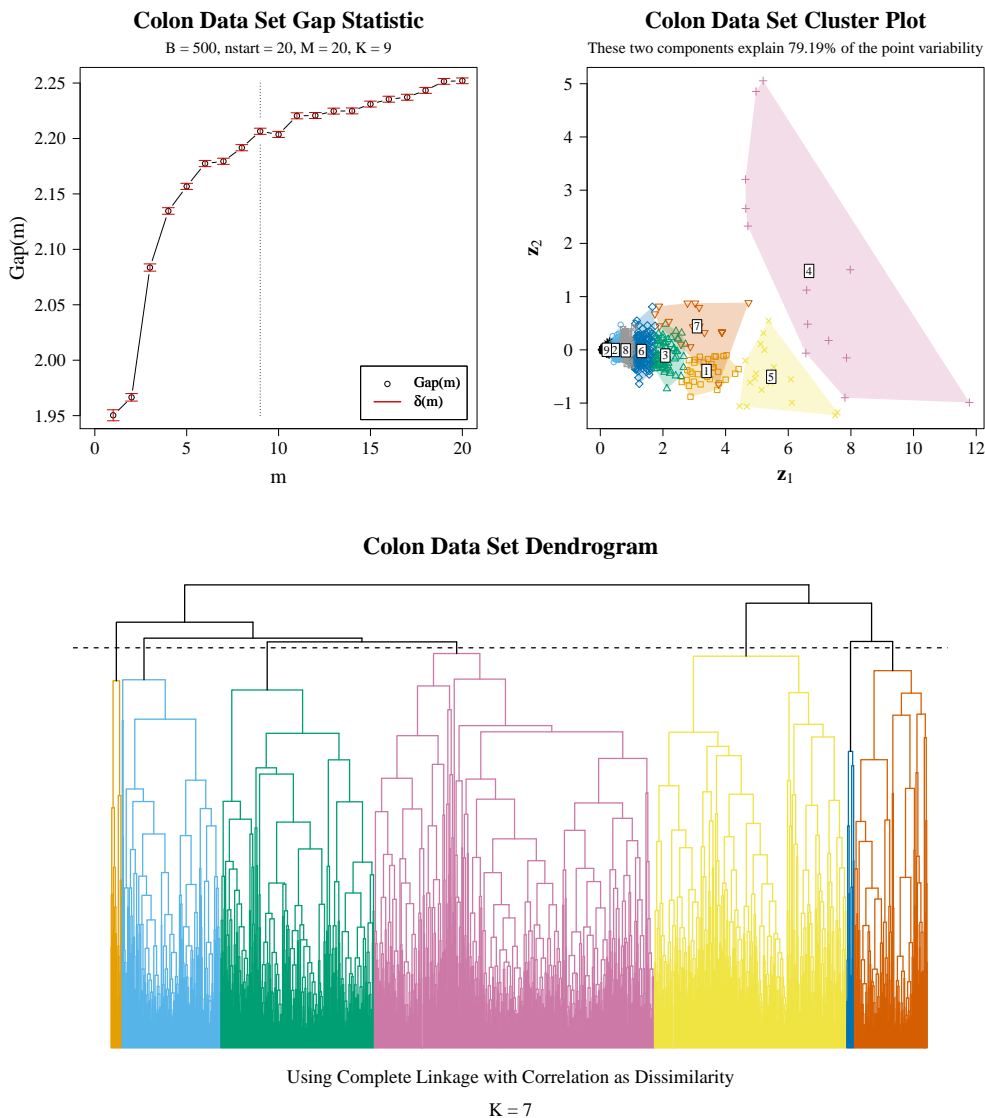 Colon Data Set Gap Statistic
B = 500, nstart = 20, M = 20, K = 9
2.25
2.20
2.15
2.10
2.05
2.00
1.95
Gap(m)
0 5 10 15 20
m
Gap(m)
δ(m)
Colon Data Set Cluster Plot
These two components explain 79.19% of the point variability
5
4
3
2
1
0
−1
z2
0 2 4 6 8 10 12
z1
4
7
9 2 8 6 3
1
5
Colon Data Set Dendrogram
Using Complete Linkage with Correlation as Dissimilarity
K = 7